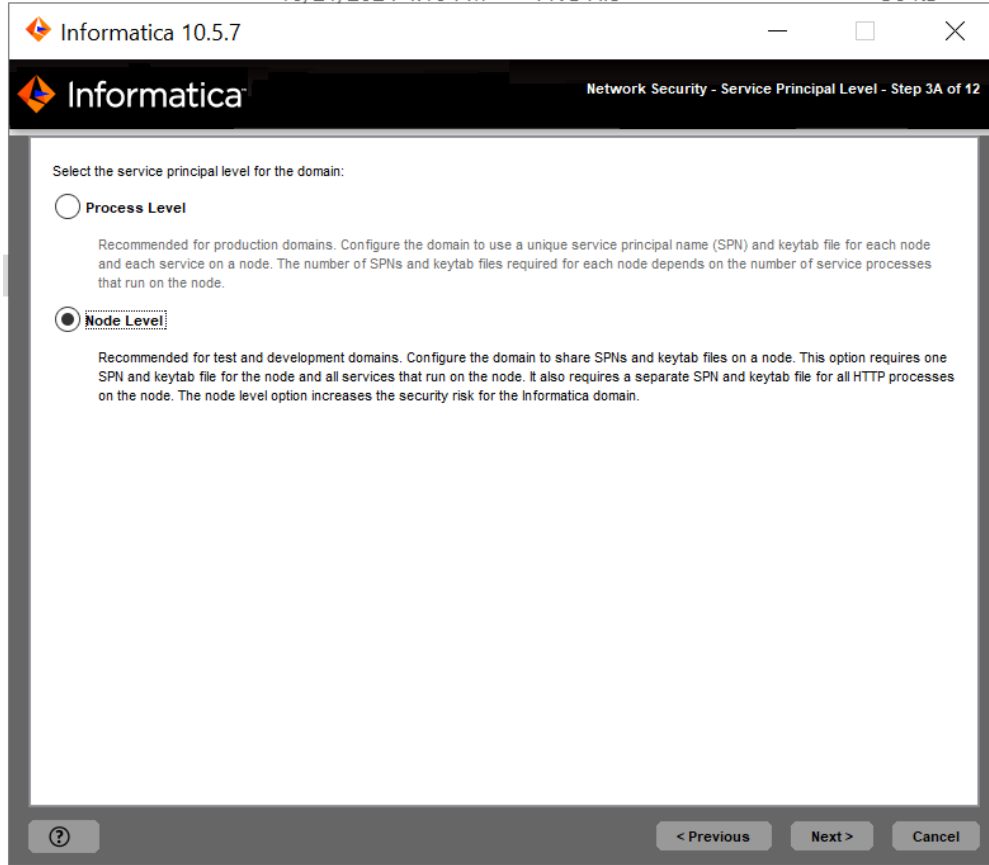 Informatica 10.5.7
Informatica
Network Security - Service Principal Level - Step 3A of 12
Select the service principal level for the domain:
Process Level
Recommended for production domains. Configure the domain to use a unique service principal name (SPN) and keytab file for each node
and each service on a node. The number of SPNs and keytab files required for each node depends on the number of service processes
that run on the node.
Node Level
Recommended for test and development domains. Configure the domain to share SPNs and keytab files on a node. This option requires one
SPN and keytab file for the node and all services that run on the node. It also requires a separate SPN and keytab file for all HTTP processes
on the node. The node level option increases the security risk for the Informatica domain.
< Previous
Next >
Cancel